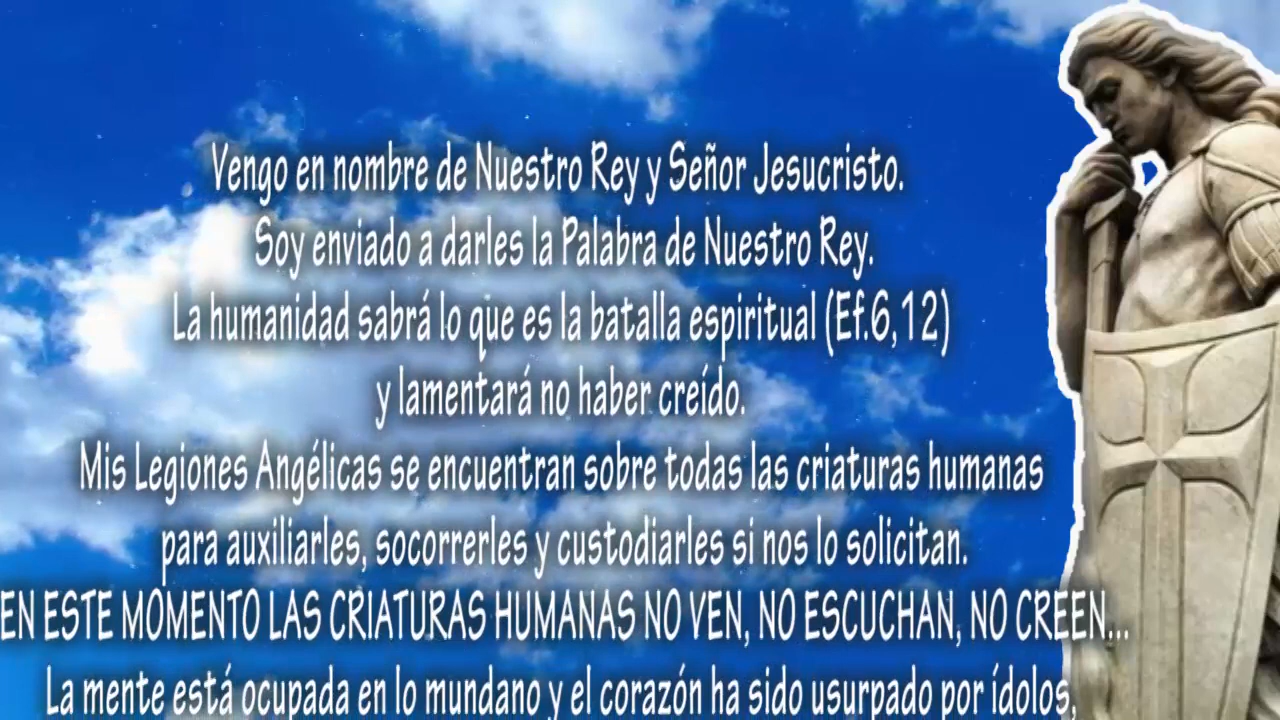 Vengo en nombre de Nuestro Rey y Señor Jesucristo.
Soy enviado a darles la Palabra de Nuestro Rey.
La humanidad sabrá lo que es la batalla espiritual (Ef.6,12)
y lamentará no haber creído.
Mis Legiones Angélicas se encuentran sobre todas las criaturas humanas
para auxiliarles, socorrerles y custodiarles si nos lo solicitan.
EN ESTE MOMENTO LAS CRIATURAS HUMANAS NO VEN, NO ESCUCHAN, NO CREEN...
La mente está ocupada en lo mundano y el corazón ha sido usurpado por ídolos,